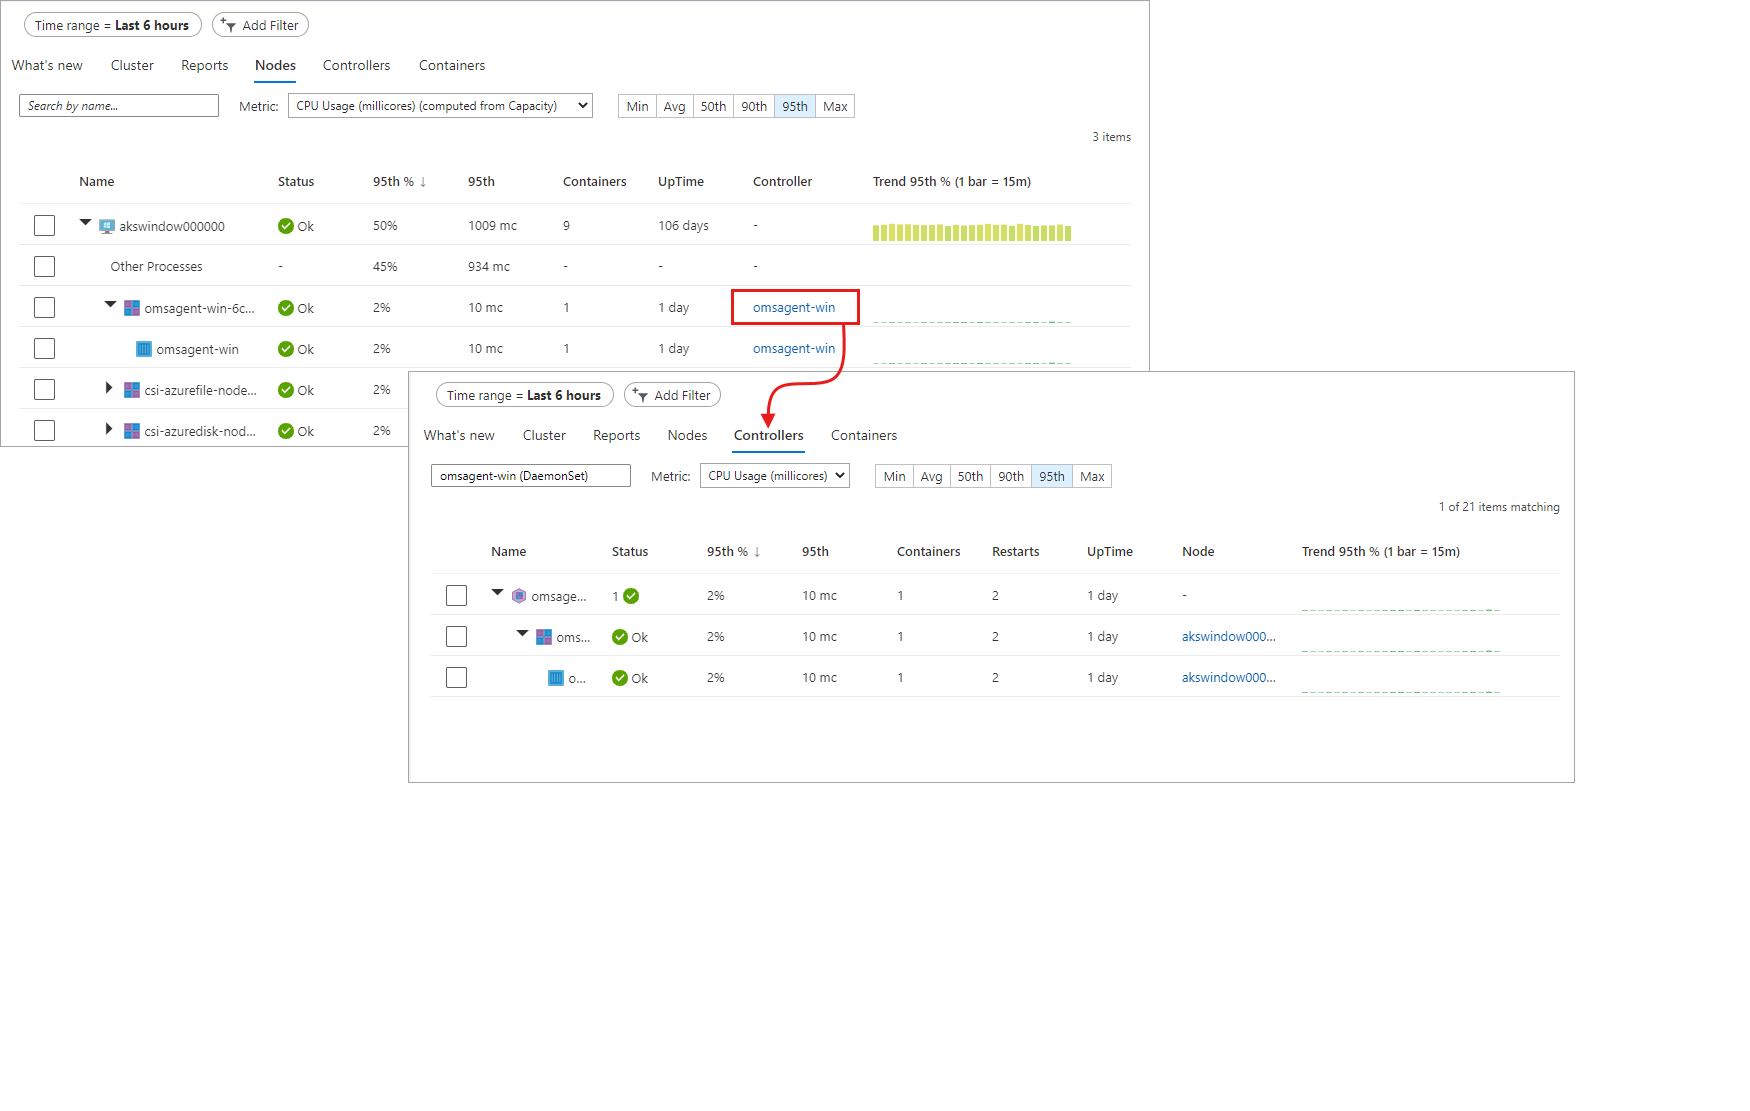 Time range = Last 6 hours Add Filter
What's new Cluster Reports Nodes Controllers Containers
Search by name... Metric: CPU Usage (millicores) (computed from Capacity) Min Avg 50th 90th 95th Max
3 items
Name Status 95th % ↓ 95th Containers UpTime Controller Trend 95th % (1 bar = 15m)
akswindow000000 Ok 50% 1009 mc 9 106 days -
Other Processes - 45% 934 mc - - -
omsagent-win-6c... Ok 2% 10 mc 1 1 day omsagent-win
omsagent-win Ok 2% 10 mc 1 1 day omsagent-win
csi-azurefile-node... Ok 2%
csi-azuredisk-nod... Ok 2%
Time range = Last 6 hours Add Filter
What's new Cluster Reports Nodes Controllers Containers
omsagent-win (DaemonSet) Metric: CPU Usage (millicores) Min Avg 50th 90th 95th Max
1 of 21 items matching
Name Status 95th % ↓ 95th Containers Restarts UpTime Node Trend 95th % (1 bar = 15m)
omsage... 1 2% 10 mc 1 2 1 day -
oms... Ok 2% 10 mc 1 2 1 day akswindow000...
o... Ok 2% 10 mc 1 2 1 day akswindow000...